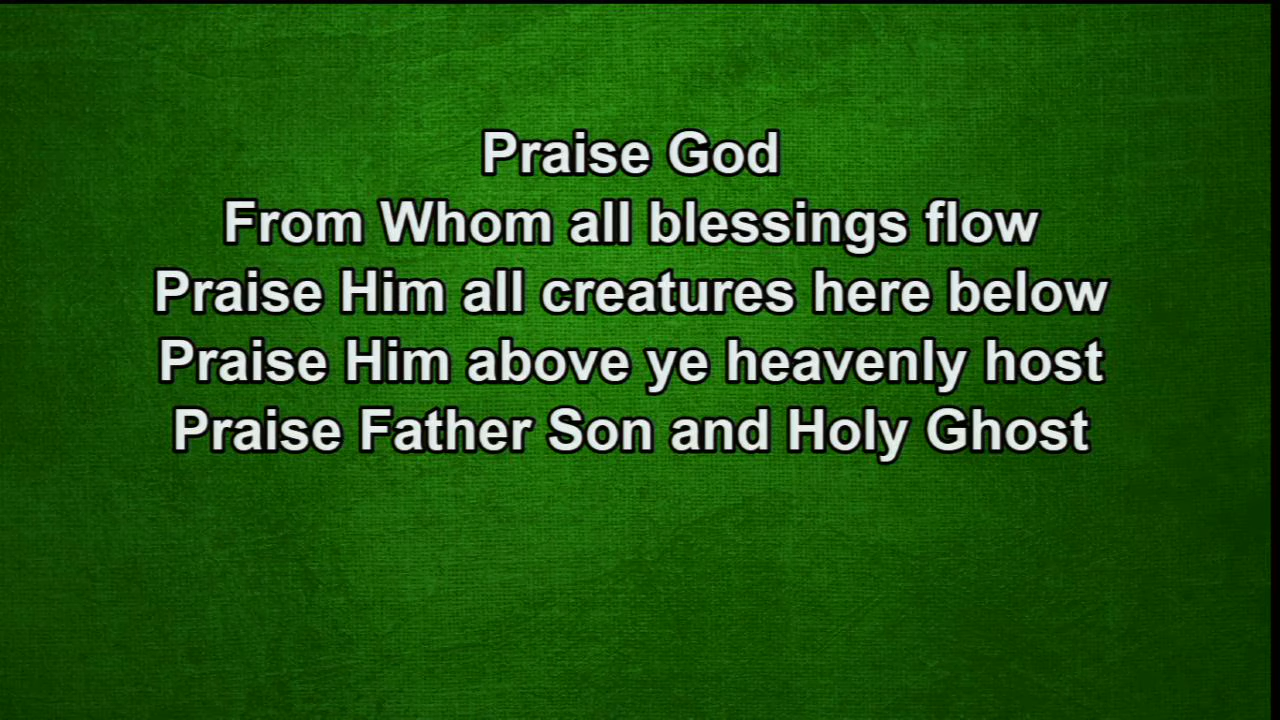 Praise God
From Whom all blessings flow
Praise Him all creatures here below
Praise Him above ye heavenly host
Praise Father Son and Holy Ghost